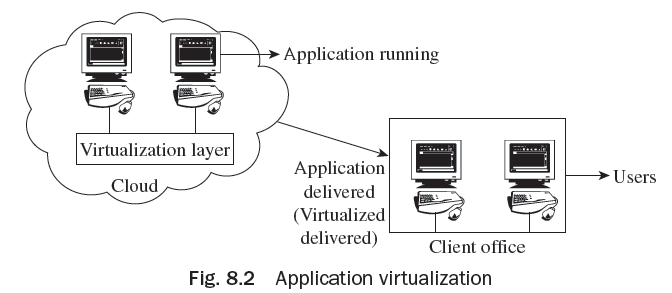 Application running
Virtualization layer
Cloud
Application
delivered
(Virtualized
delivered)
Users
Client office
Fig. 8.2 Application virtualization